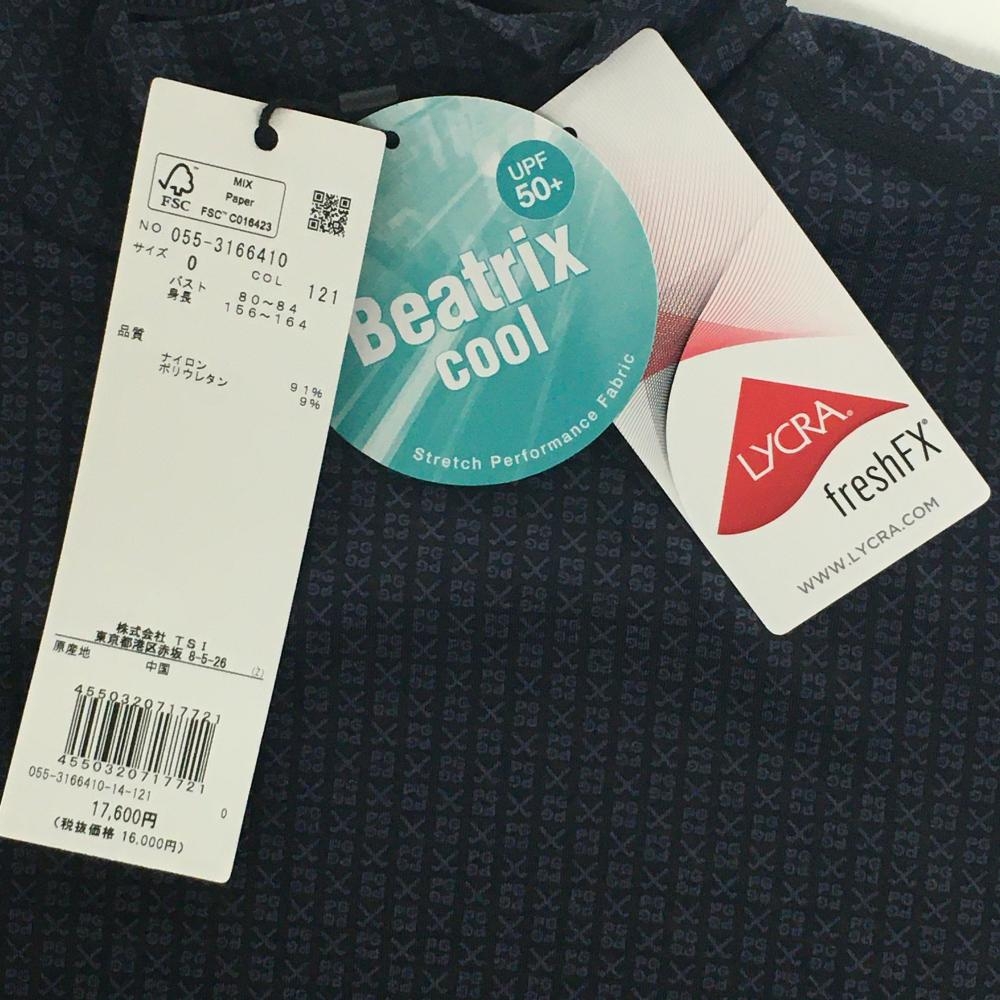 FSC
MIX
Paper
FSC™ C016423
NO 055-3166410
サイズ 0 COL 121
バスト 80~84
身長 156~164
品質
ナイロン 91%
ポリウレタン 9%
株式会社 TSI
東京都港区赤坂 8-5-26
原産地 中国 (2)
4550320717721
4550320717721
055-3166410-14-121
17,600円 0
(税抜価格 16,000円)
UPF
50+
Beatrix
cool
Stretch Performance Fabric
LYCRA®
freshFX®
WWW.LYCRA.COM
PG